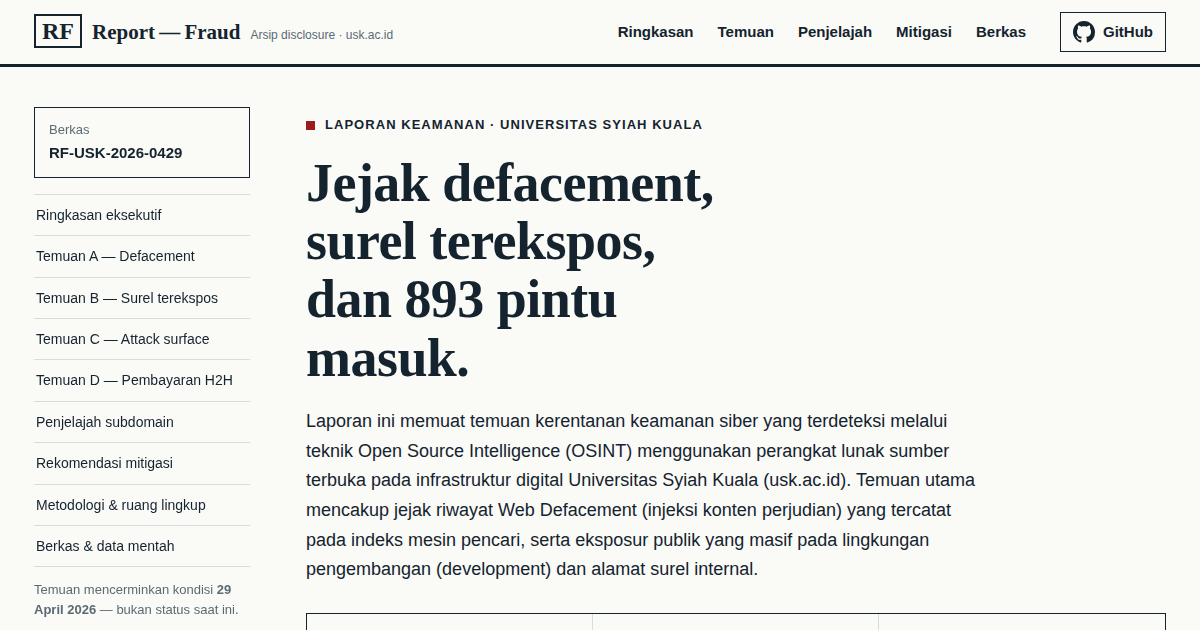 RF Report — Fraud Arsip disclosure · usk.ac.id Ringkasan Temuan Penjelajah Mitigasi Berkas GitHub
Berkas
RF-USK-2026-0429
Ringkasan eksekutif
Temuan A — Defacement
Temuan B — Surel terekspos
Temuan C — Attack surface
Temuan D — Pembayaran H2H
Penjelajah subdomain
Rekomendasi mitigasi
Metodologi & ruang lingkup
Berkas & data mentah
Temuan mencerminkan kondisi 29
April 2026 — bukan status saat ini.
LAPORAN KEAMANAN · UNIVERSITAS SYIAH KUALA
Jejak defacement,
surel terekspos,
dan 893 pintu
masuk.
Laporan ini memuat temuan kerentanan keamanan siber yang terdeteksi melalui
teknik Open Source Intelligence (OSINT) menggunakan perangkat lunak sumber
terbuka pada infrastruktur digital Universitas Syiah Kuala (usk.ac.id). Temuan utama
mencakup jejak riwayat Web Defacement (injeksi konten perjudian) yang tercatat
pada indeks mesin pencari, serta eksposur publik yang masif pada lingkungan
pengembangan (development) dan alamat surel internal.